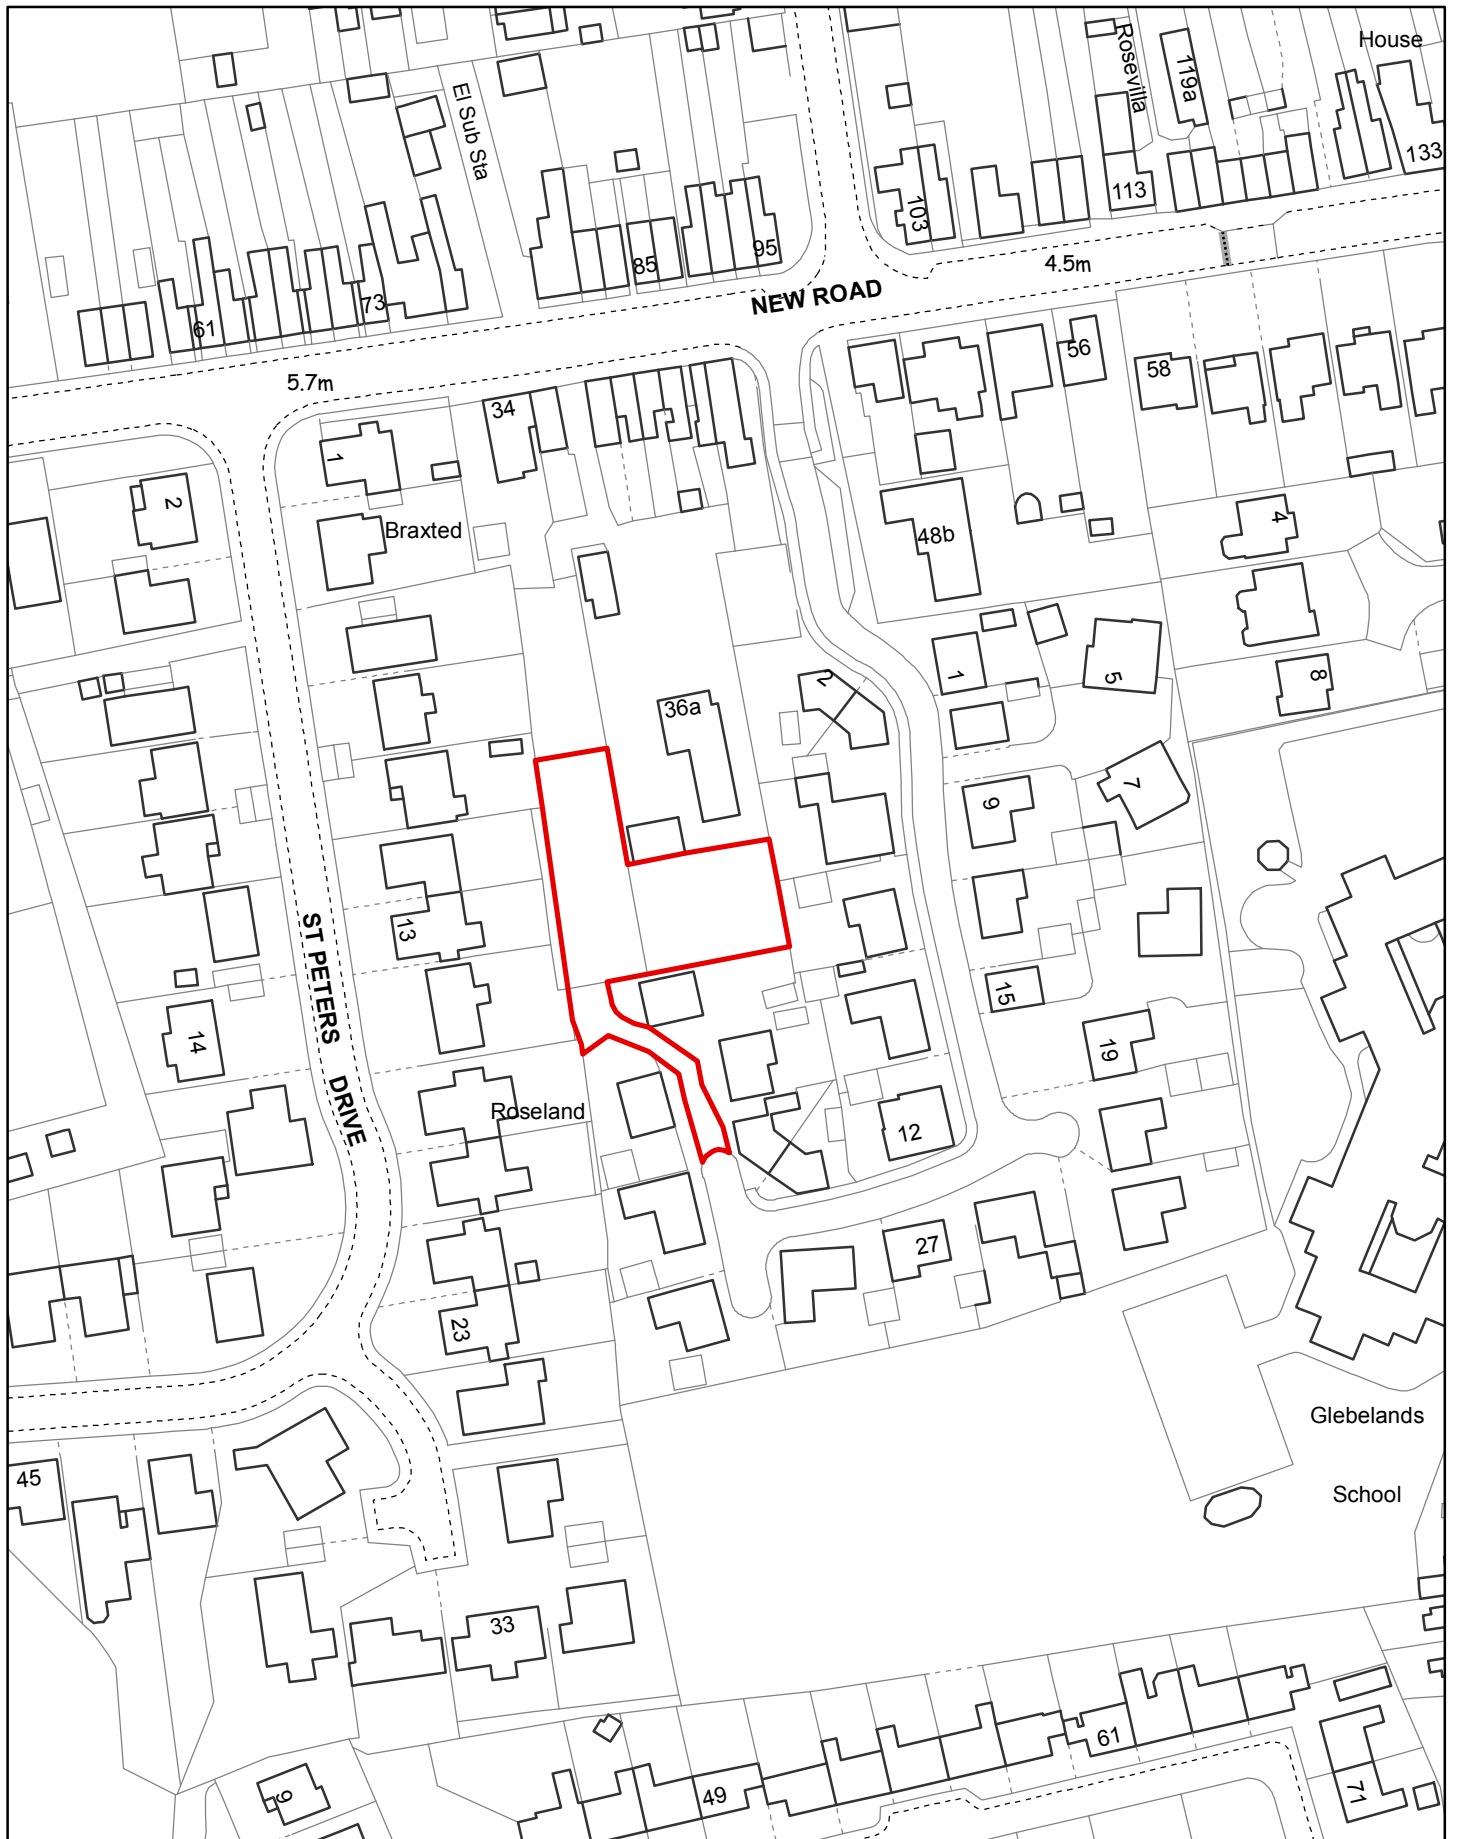 House
Rosevilla
119a
El Sub Sta
133
113
103
95
85
4.5m
NEW ROAD
73
61
56
58
5.7m
34
1
2
Braxted
48b
4
1
5
8
2
36a
7
9
13
ST PETERS DRIVE
15
14
19
Roseland
12
27
23
Glebelands
45
School
33
61
49
71
9